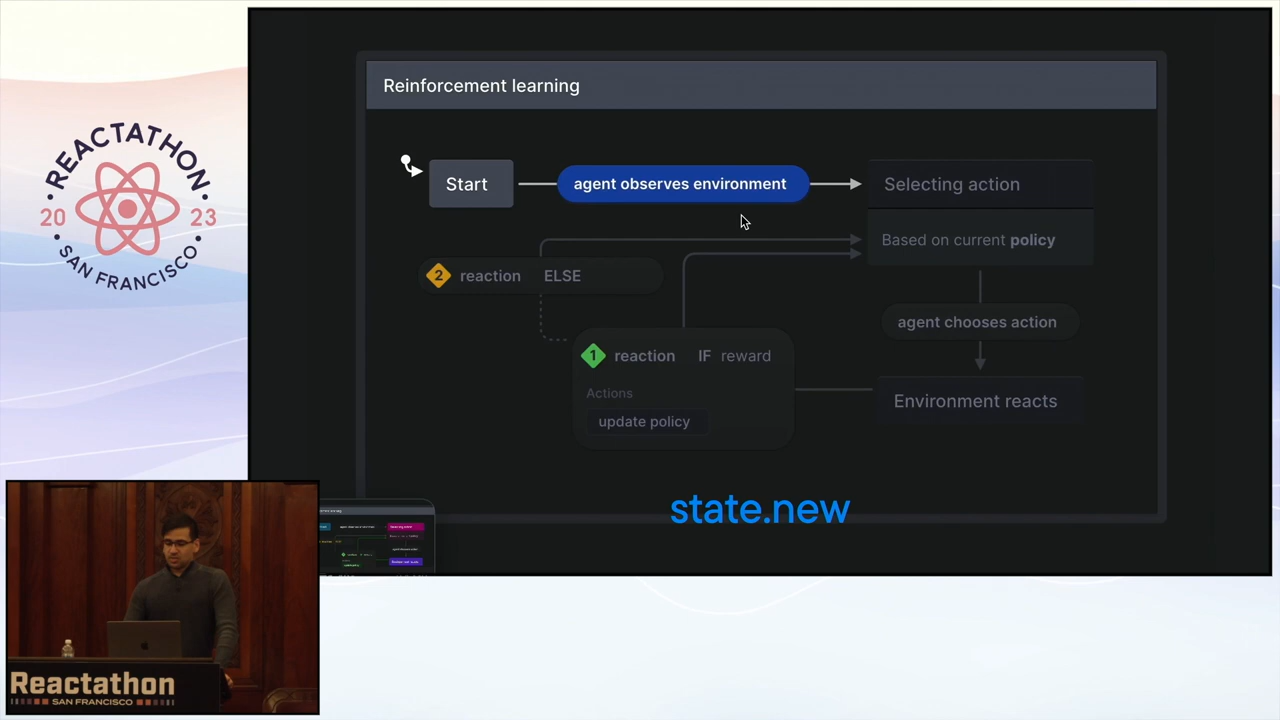 REACTATHON
20 23
SAN FRANCISCO
Reinforcement learning
Start
agent observes environment
Selecting action
Based on current policy
2 reaction ELSE
agent chooses action
1 reaction IF reward
Actions
update policy
Environment reacts
state.new
Reactathon
SAN FRANCISCO